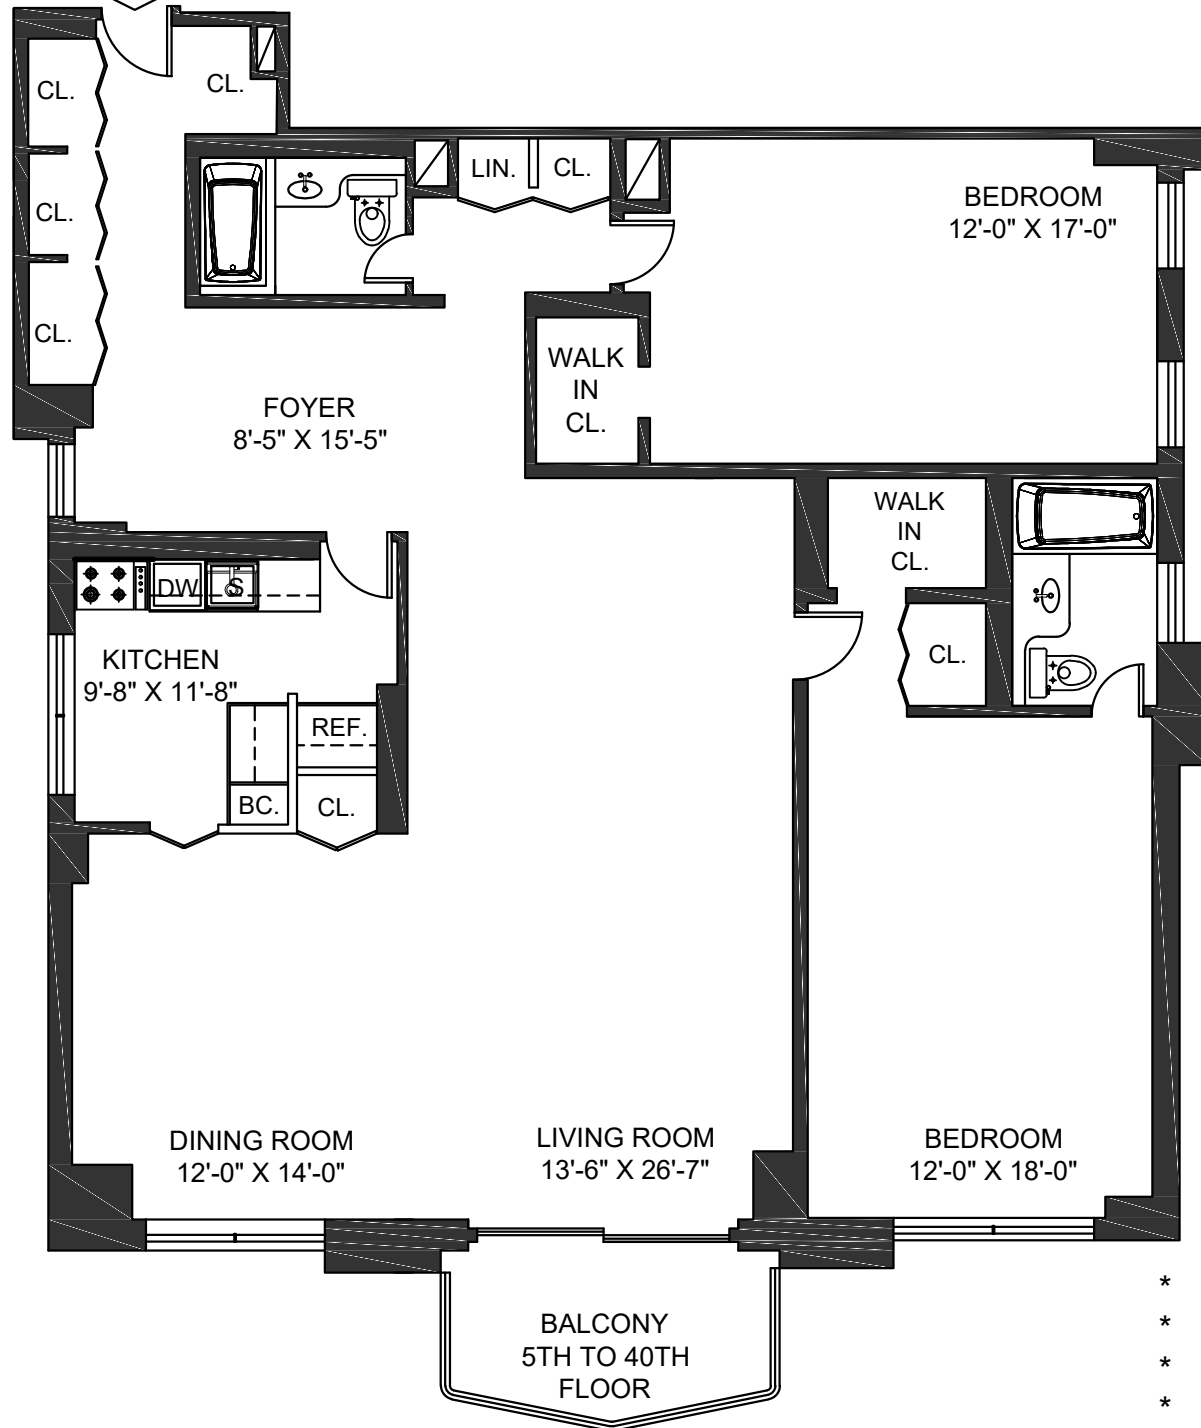 CL.
CL.
LIN.
CL.
BEDROOM
12'-0" X 17'-0"
CL.
CL.
WALK
IN
CL.
FOYER
8'-5" X 15'-5"
WALK
IN
CL.
DW
S
KITCHEN
9'-8" X 11'-8"
CL.
REF.
BC.
CL.
DINING ROOM
12'-0" X 14'-0"
LIVING ROOM
13'-6" X 26'-7"
BEDROOM
12'-0" X 18'-0"
BALCONY
5TH TO 40TH
FLOOR
*
*
*
*